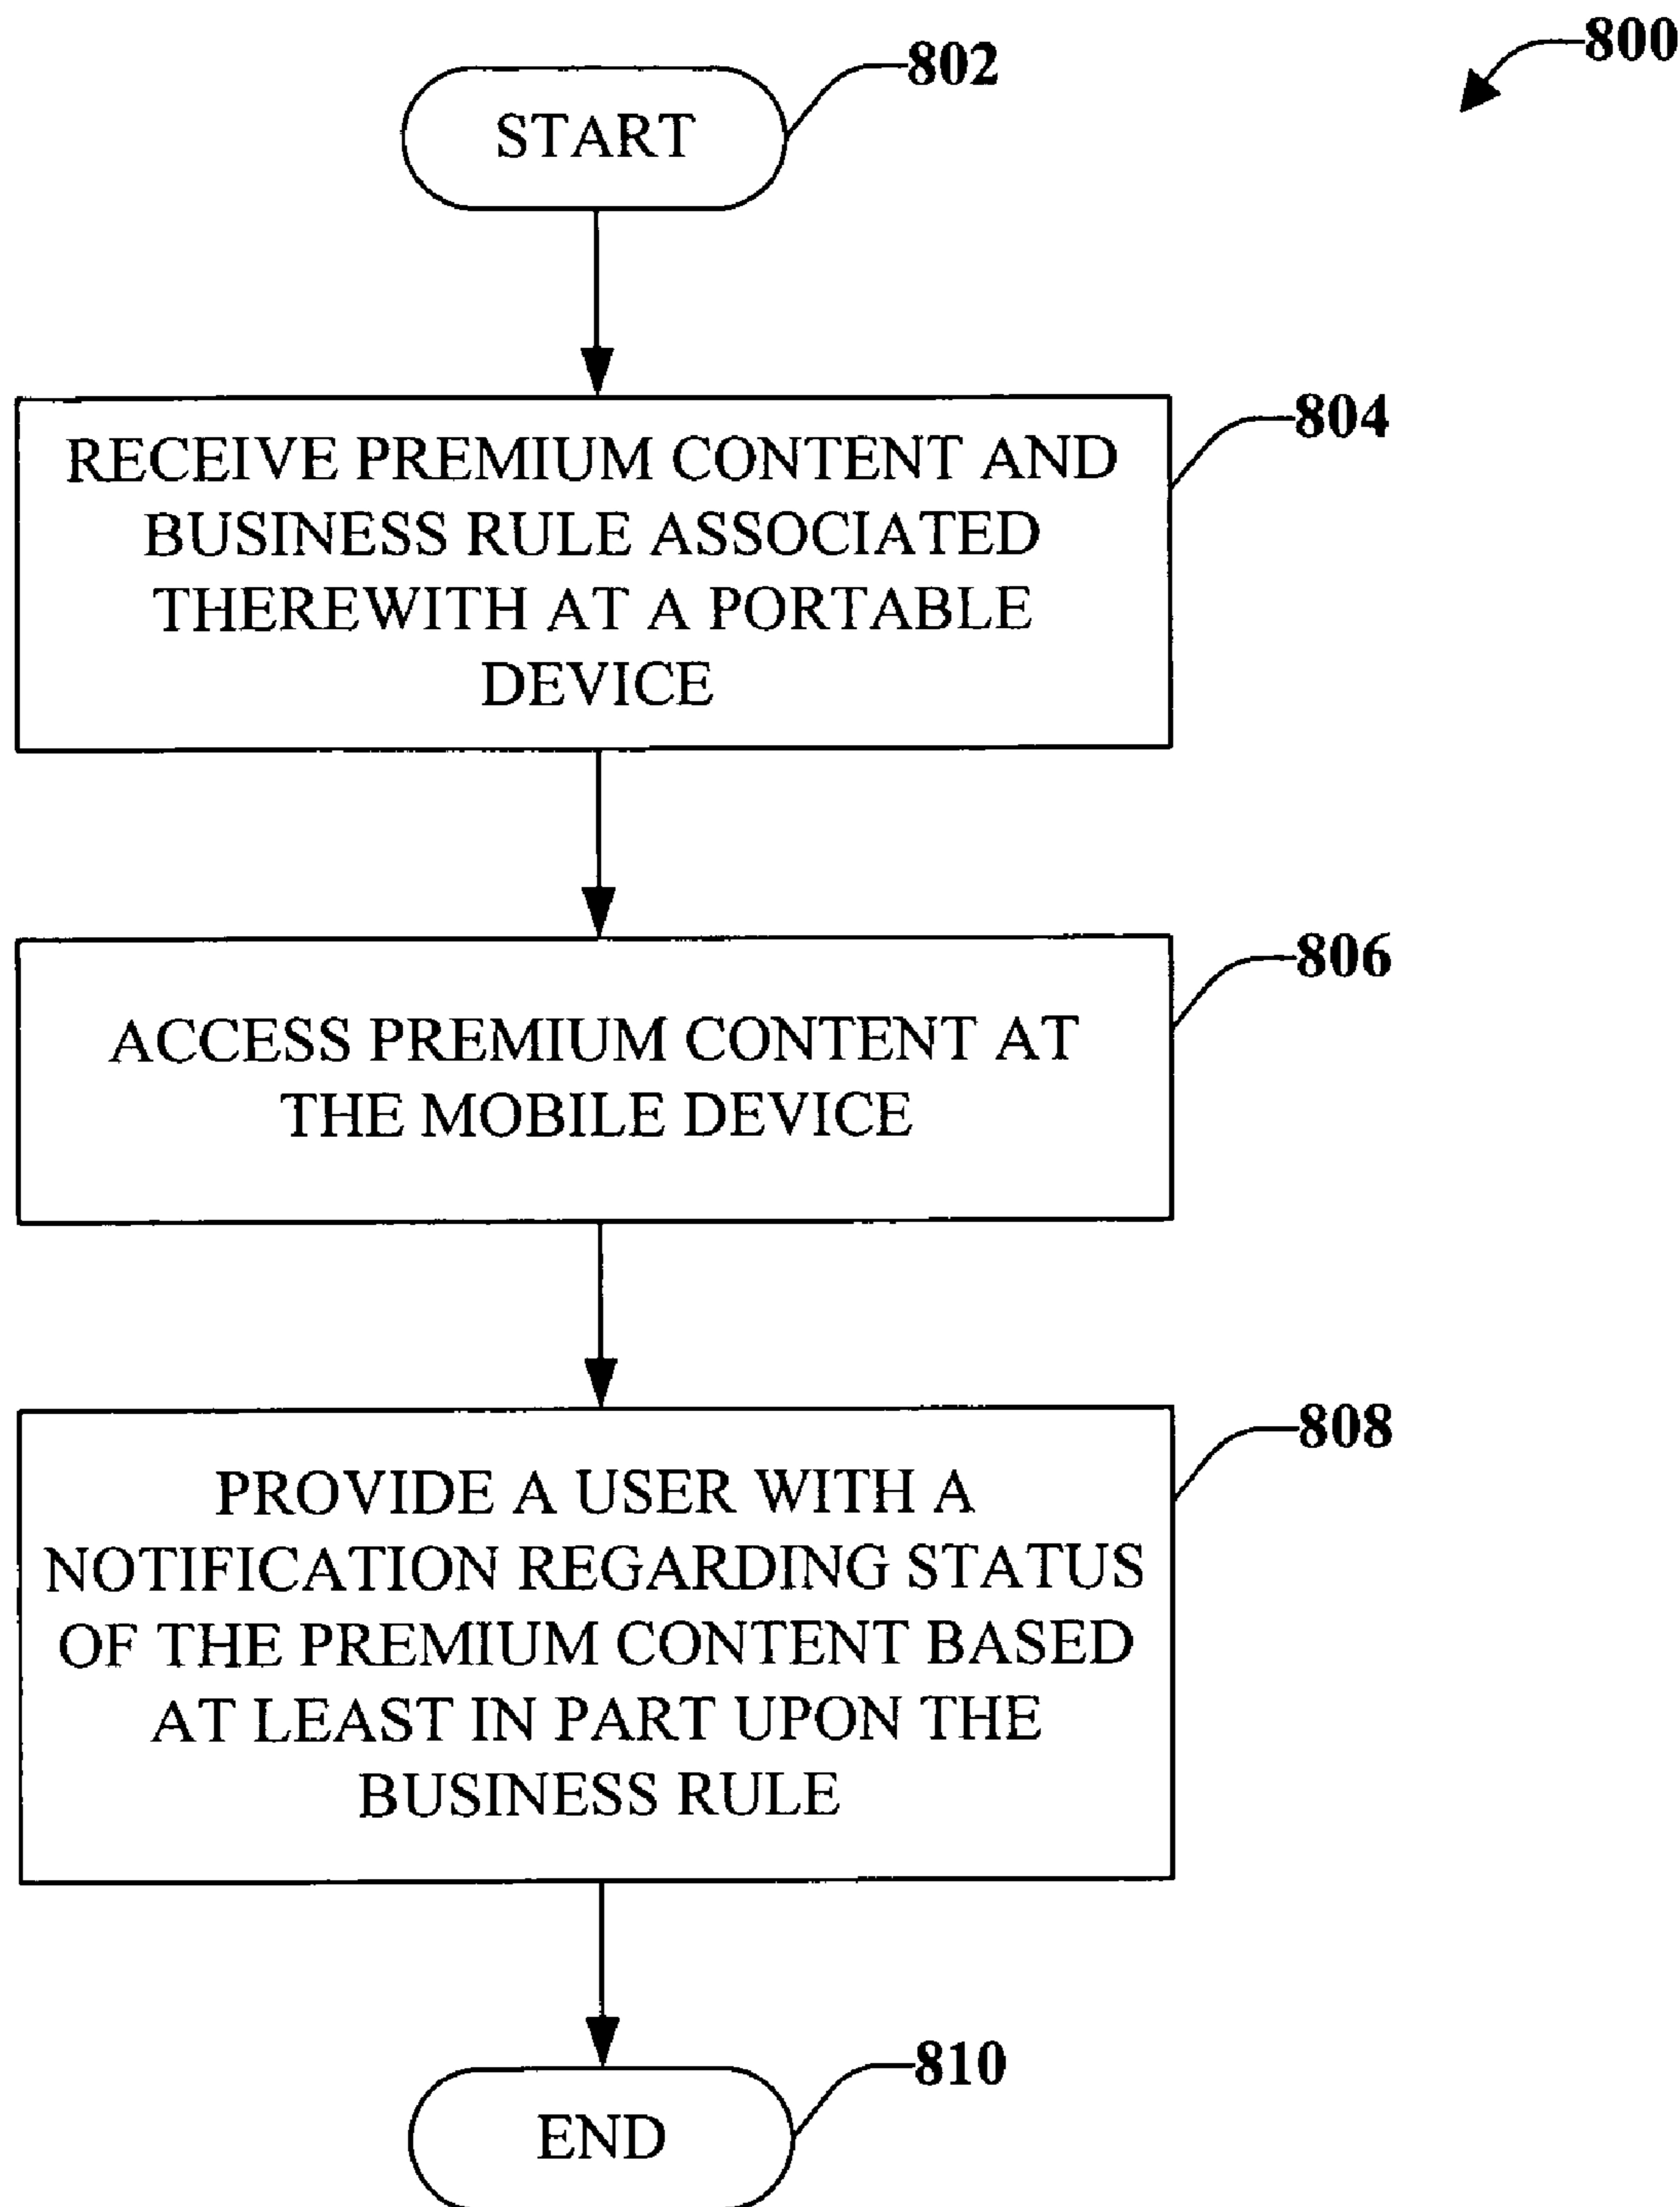 800
802
START
804
RECEIVE PREMIUM CONTENT AND
BUSINESS RULE ASSOCIATED
THEREWITH AT A PORTABLE
DEVICE
806
ACCESS PREMIUM CONTENT AT
THE MOBILE DEVICE
808
PROVIDE A USER WITH A
NOTIFICATION REGARDING STATUS
OF THE PREMIUM CONTENT BASED
AT LEAST IN PART UPON THE
BUSINESS RULE
810
END